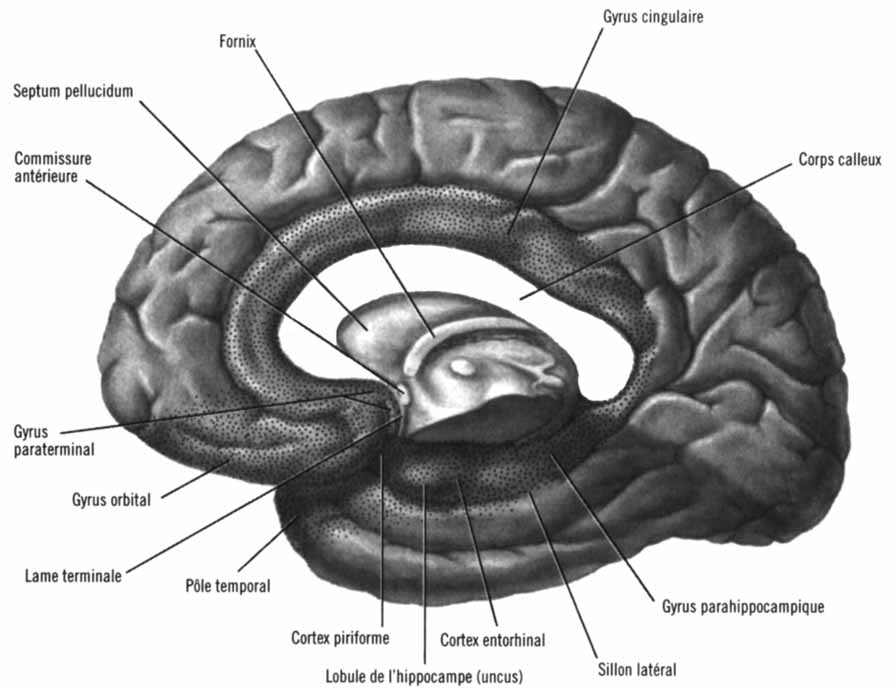 Gyrus cingulaire
Fornix
Septum pellucidum
Commissure
antérieure
Corps calleux
Gyrus
paraterminal
Gyrus orbital
Lame terminale
Pôle temporal
Gyrus parahippocampique
Cortex piriforme
Cortex entorhinal
Lobule de l'hippocampe (uncus)
Sillon latéral